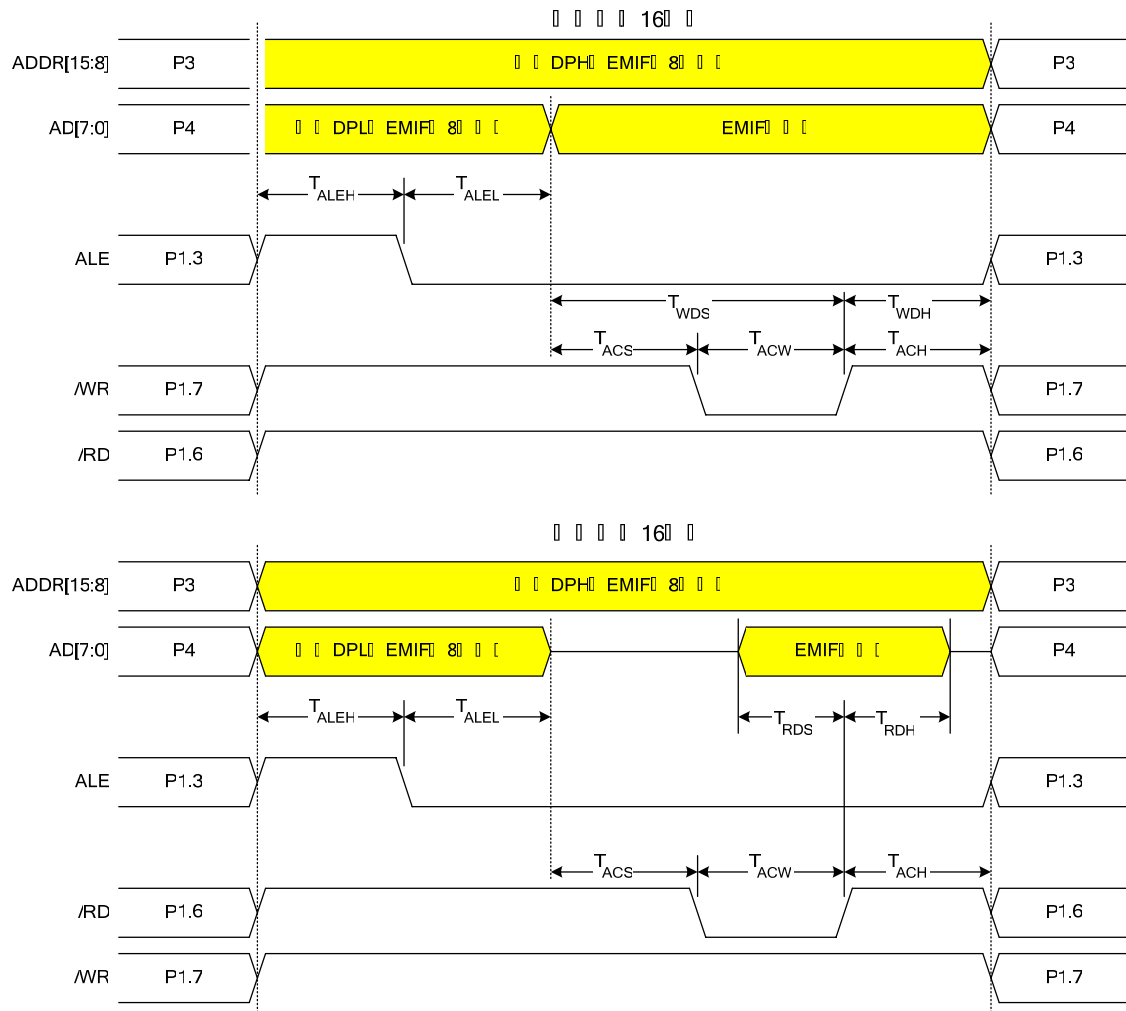 16
ADDR[15:8] P3 DPH EMIF 8 P3
AD[7:0] P4 DPL EMIF 8 EMIF P4
TALEH TALEL
ALE P1.3 P1.3
TWDS TWDH
TACS TACW TACH
/WR P1.7 P1.7
/RD P1.6 P1.6
16
ADDR[15:8] P3 DPH EMIF 8 P3
AD[7:0] P4 DPL EMIF 8 EMIF P4
TALEH TALEL TRDS TRDH
ALE P1.3 P1.3
TACS TACW TACH
/RD P1.6 P1.6
/WR P1.7 P1.7